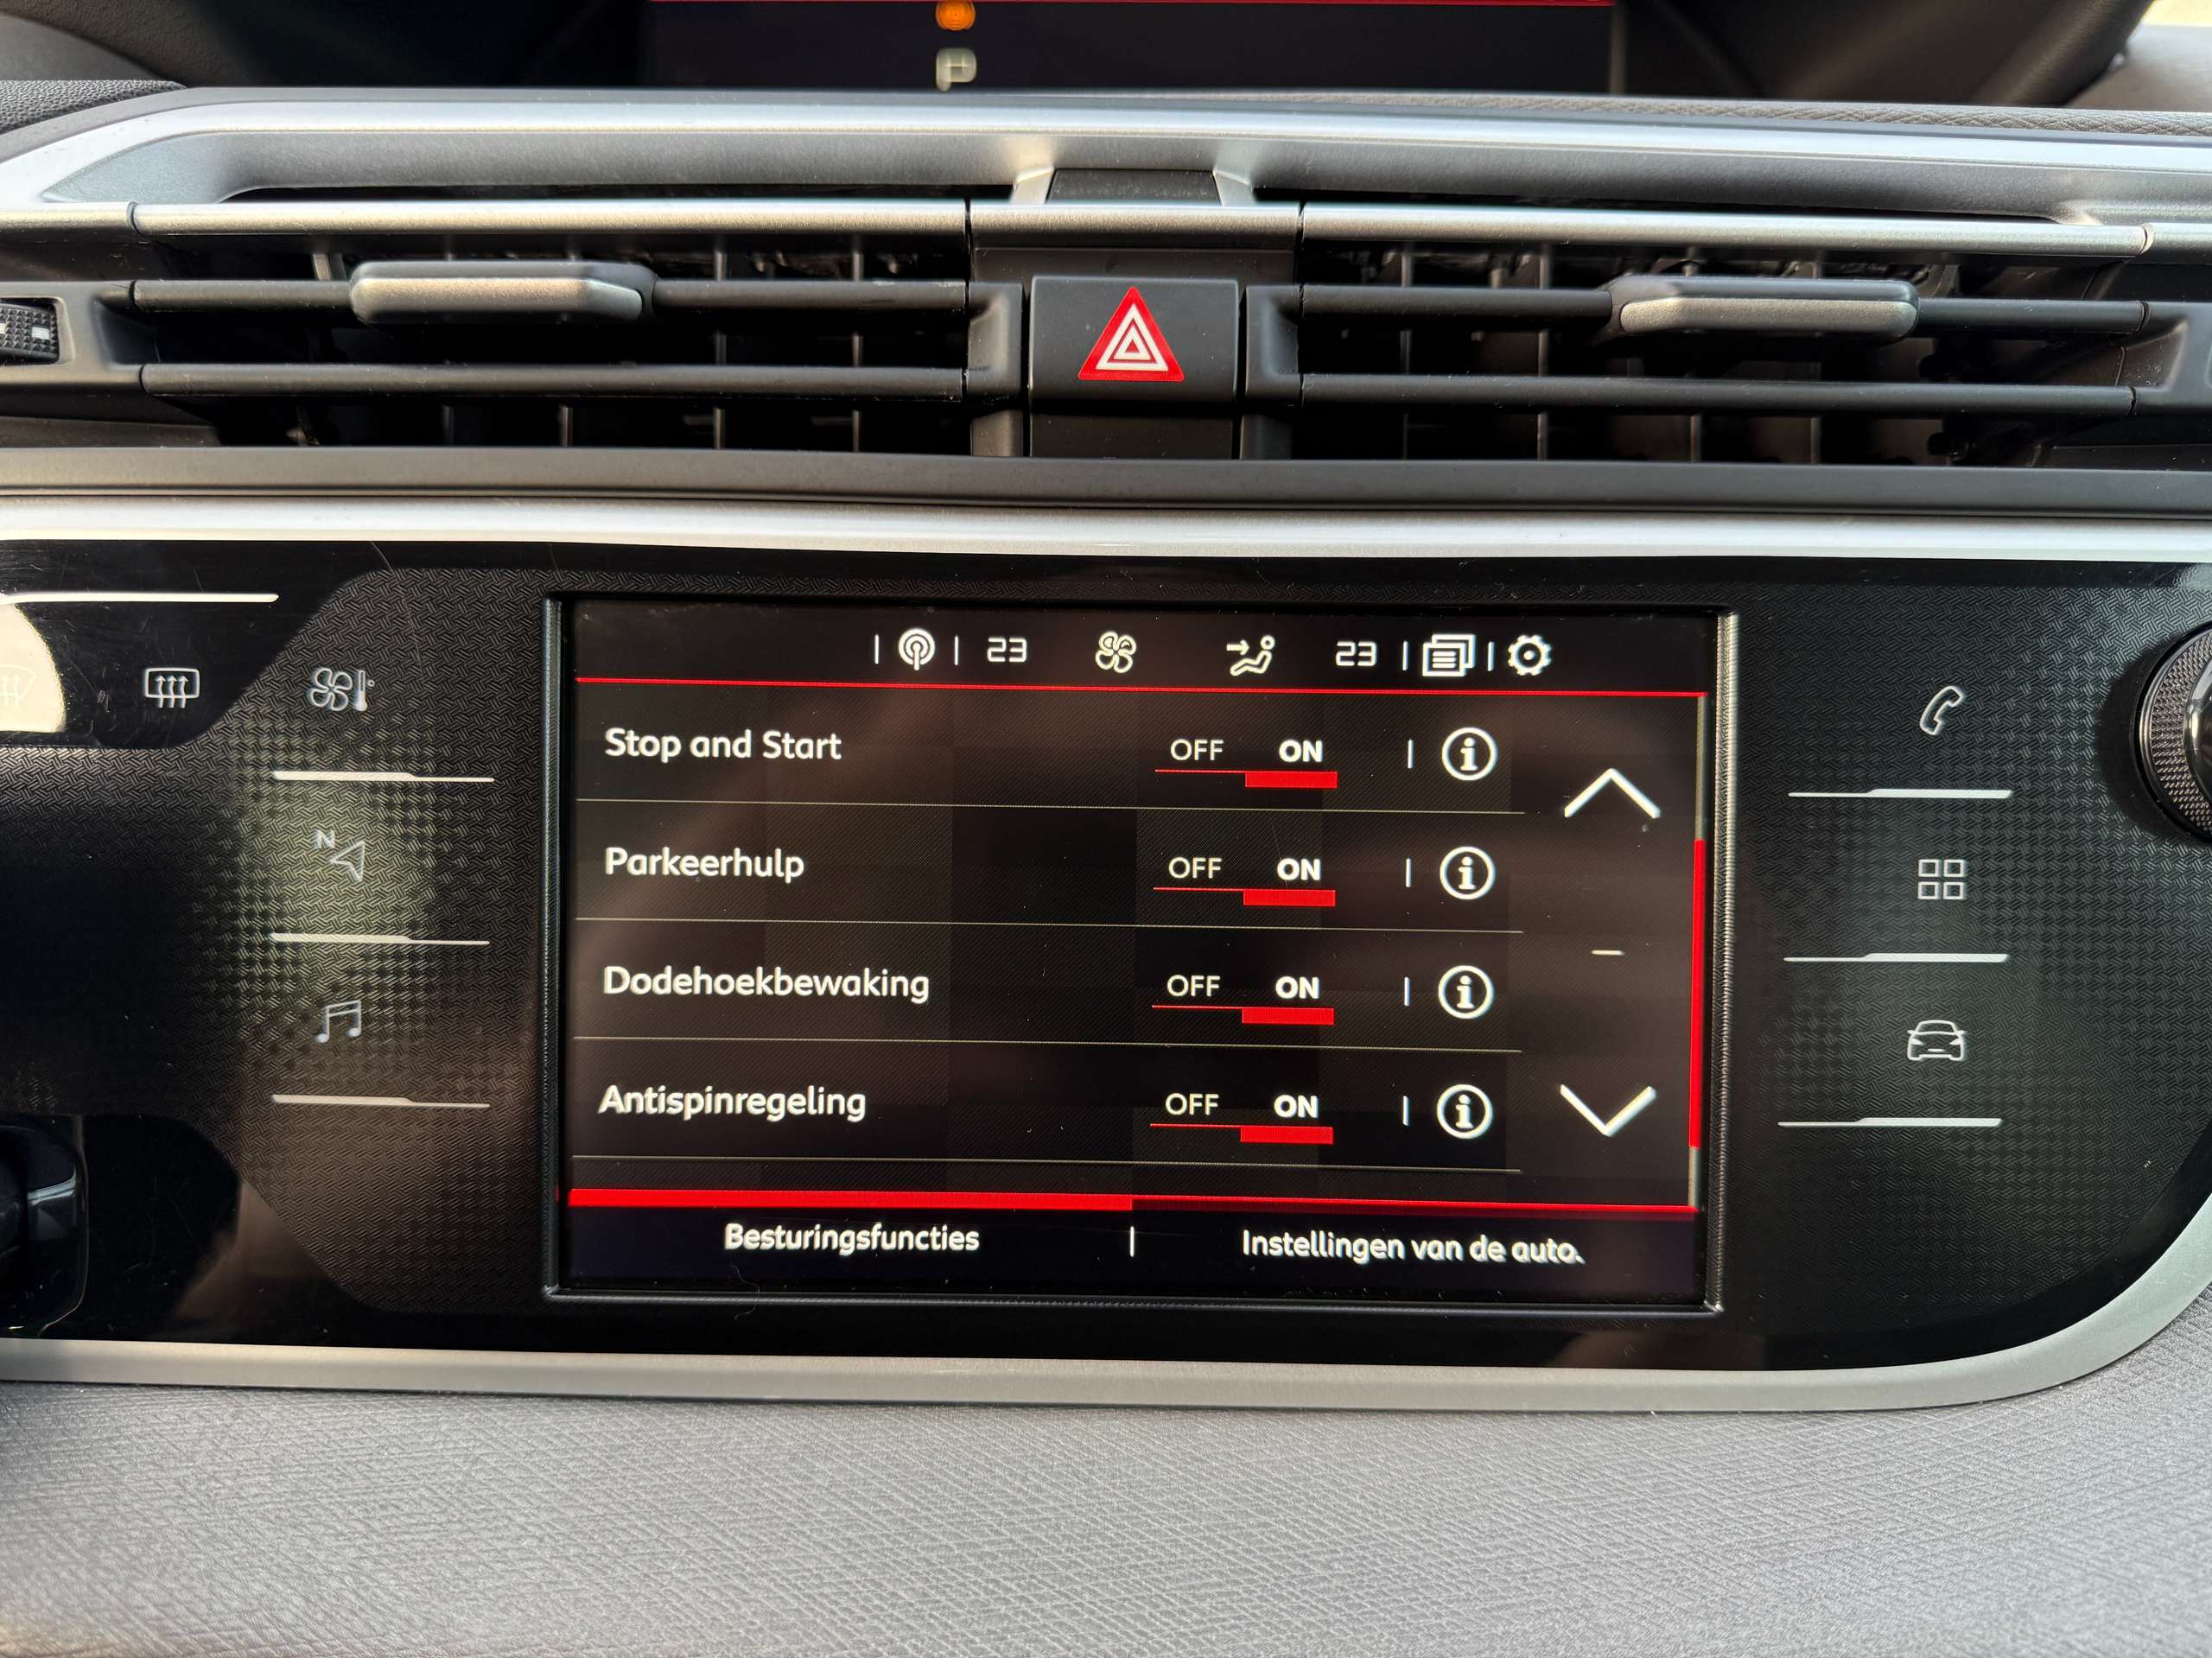 P
23 23
Stop and Start OFF ON
Parkeerhulp OFF ON
N
Dodehoekbewaking OFF ON
Antispinregeling OFF ON
Besturingsfuncties Instellingen van de auto.